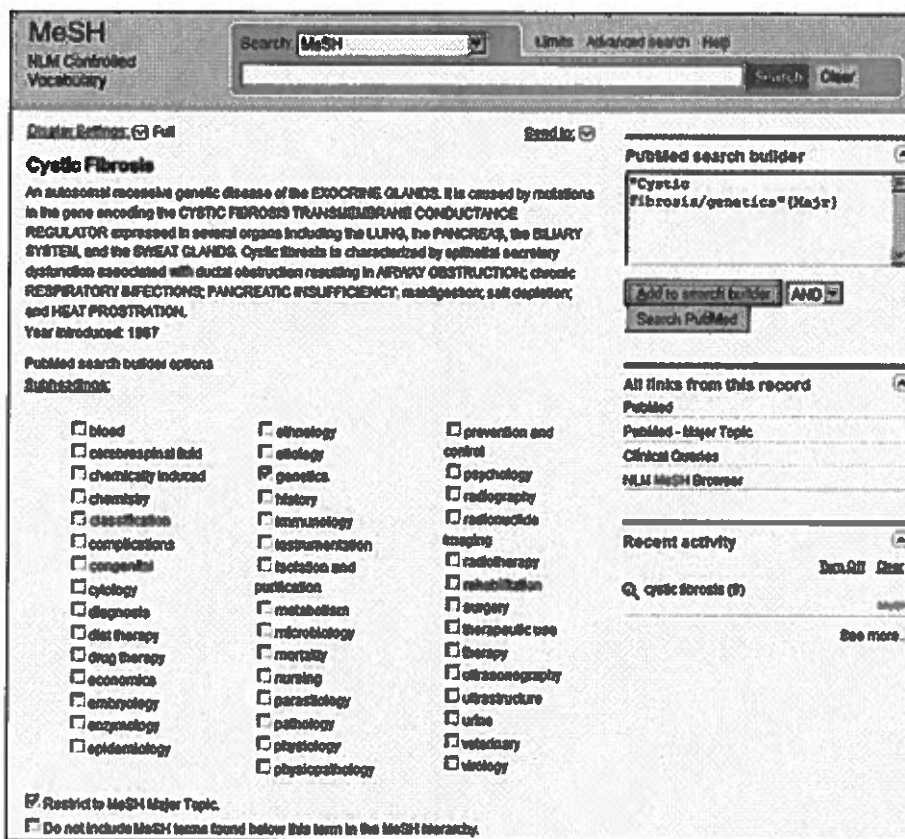 MeSH
NLM Controlled
Vocabulary
Search: MeSH
Limits Advanced search Help
Search Clear
Display Settings: Full
Send to:
Cystic Fibrosis
An autosomal recessive genetic disease of the EXOCRINE GLANDS. It is caused by mutations
in the gene encoding the CYSTIC FIBROSIS TRANSMEMBRANE CONDUCTANCE
REGULATOR expressed in several organs including the LUNG, the PANCREAS, the BILIARY
SYSTEM, and the SWEAT GLANDS. Cystic fibrosis is characterized by epithelial secretory
dysfunction associated with ductal obstruction resulting in AIRWAY OBSTRUCTION; chronic
RESPIRATORY INFECTIONS; PANCREATIC INSUFFICIENCY; maldigestion; salt depletion;
and HEAT PROSTRATION.
Year introduced: 1967
PubMed search builder options
Subheadings:
blood
cerebrospinal fluid
chemically induced
chemistry
classification
complications
congenital
cytology
diagnosis
diet therapy
drug therapy
economics
embryology
enzymology
epidemiology
ethnology
etiology
genetics
history
immunology
instrumentation
isolation and
purification
metabolism
microbiology
mortality
nursing
parasitology
pathology
physiology
physiopathology
prevention and
control
psychology
radiography
radionuclide
imaging
radiotherapy
rehabilitation
surgery
therapeutic use
therapy
ultrasonography
ultrastructure
urine
veterinary
virology
Restrict to MeSH Major Topic.
Do not include MeSH terms found below this term in the MeSH hierarchy.
PubMed search builder
"Cystic
Fibrosis/genetics"[Majr]
Add to search builder AND
Search PubMed
All links from this record
PubMed
PubMed - Major Topic
Clinical Queries
NLM MeSH Browser
Recent activity
Turn Off Clear
cystic fibrosis (9)
MeSH
See more...